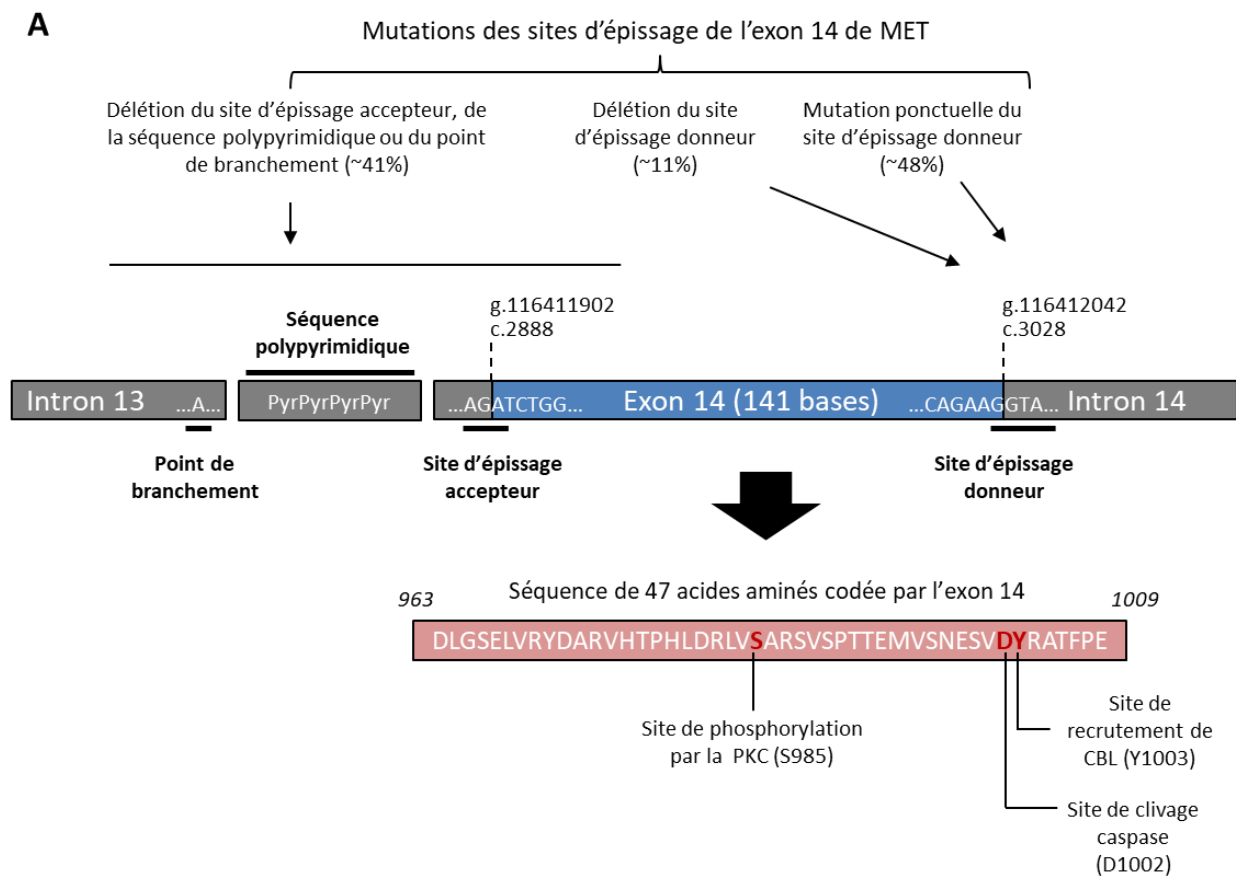 A
Mutations des sites d'épissage de l'exon 14 de MET
Délétion du site d'épissage accepteur, de
la séquence polypyrimidique ou du point
de branchement (~41%)
Délétion du site
d'épissage donneur
(~11%)
Mutation ponctuelle du
site d'épissage donneur
(~48%)
g.116411902
c.2888
g.116412042
c.3028
Séquence
polypyrimidique
Intron 13
...A...
PyrPyrPyrPyr
...AGATCTGG...
Exon 14 (141 bases)
...CAGAAGGTA...
Intron 14
Point de
branchement
Site d'épissage
accepteur
Site d'épissage
donneur
Séquence de 47 acides aminés codée par l'exon 14
963
1009
DLGSELVRYDARVHTPHLDRLVSARSVSPTTEMVSNESVDYRATFPE
Site de phosphorylation
par la PKC (S985)
Site de
recrutement de
CBL (Y1003)
Site de clivage
caspase
(D1002)